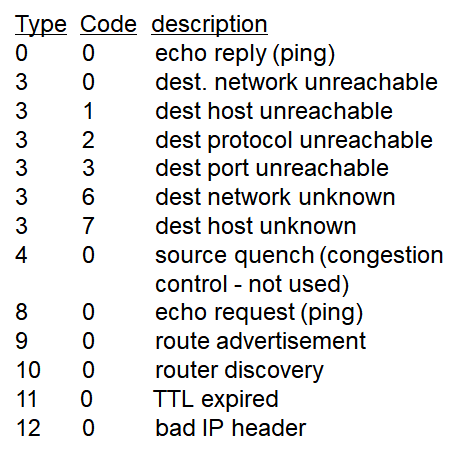 Type Code description
0 0 echo reply (ping)
3 0 dest. network unreachable
3 1 dest host unreachable
3 2 dest protocol unreachable
3 3 dest port unreachable
3 6 dest network unknown
3 7 dest host unknown
4 0 source quench (congestion
control - not used)
8 0 echo request (ping)
9 0 route advertisement
10 0 router discovery
11 0 TTL expired
12 0 bad IP header